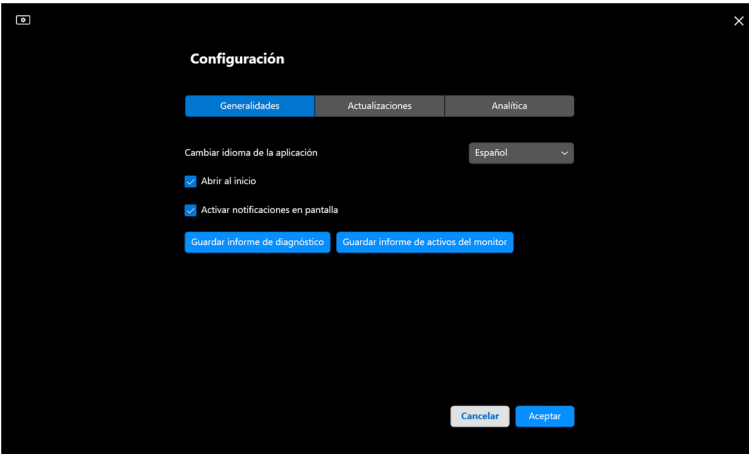 Configuración
Generalidades
Actualizaciones
Analítica
Cambiar idioma de la aplicación
Español
Abrir al inicio
Activar notificaciones en pantalla
Guardar informe de diagnóstico
Guardar informe de activos del monitor
Cancelar
Aceptar